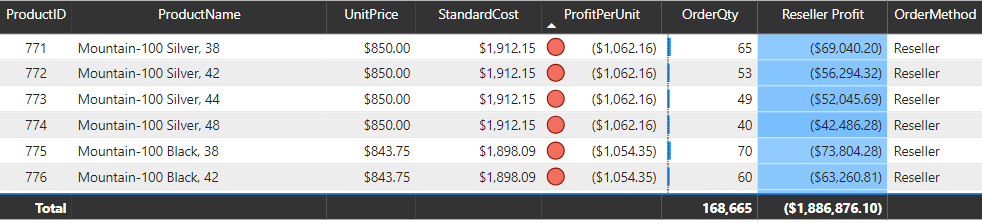 ProductID ProductName UnitPrice StandardCost ProfitPerUnit OrderQty Reseller Profit OrderMethod
771 Mountain-100 Silver, 38 $850.00 $1,912.15 ($1,062.16) 65 ($69,040.20) Reseller
772 Mountain-100 Silver, 42 $850.00 $1,912.15 ($1,062.16) 53 ($56,294.32) Reseller
773 Mountain-100 Silver, 44 $850.00 $1,912.15 ($1,062.16) 49 ($52,045.69) Reseller
774 Mountain-100 Silver, 48 $850.00 $1,912.15 ($1,062.16) 40 ($42,486.28) Reseller
775 Mountain-100 Black, 38 $843.75 $1,898.09 ($1,054.35) 70 ($73,804.28) Reseller
776 Mountain-100 Black, 42 $843.75 $1,898.09 ($1,054.35) 60 ($63,260.81) Reseller
Total 168,665 ($1,886,876.10)